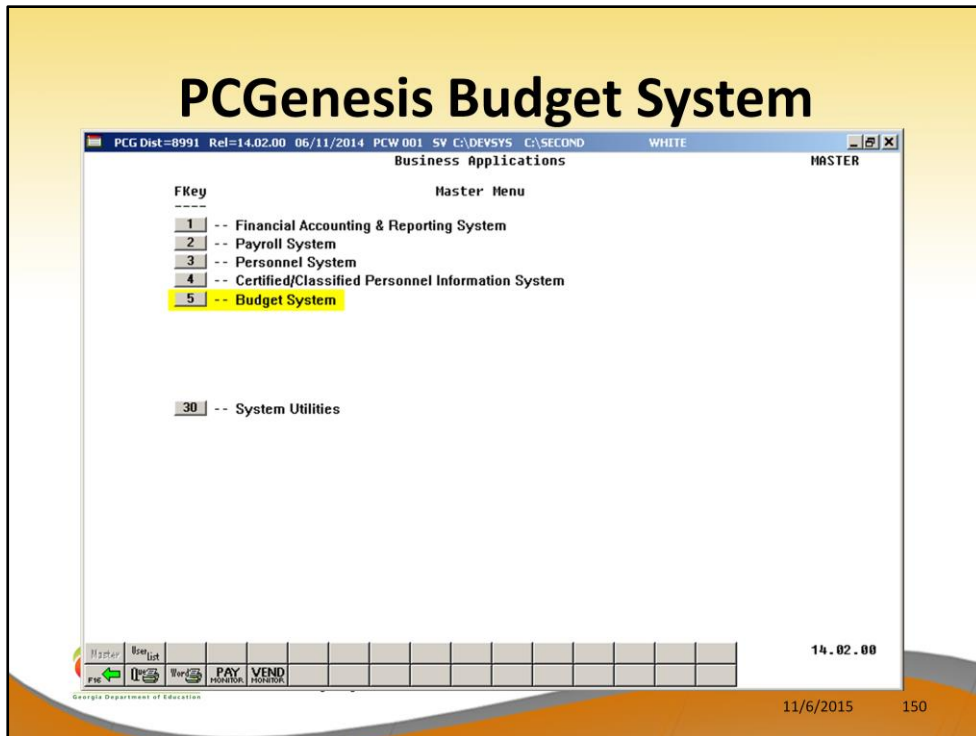 PCGenesis Budget System
PCG Dist=8991 Rel=14.02.00 06/11/2014 PCW 001 SV C:\DEVSYS C:\SECOND WHITE
Business Applications MASTER
FKey Master Menu
----
1 -- Financial Accounting & Reporting System
2 -- Payroll System
3 -- Personnel System
4 -- Certified/Classified Personnel Information System
5 -- Budget System
30 -- System Utilities
Master User list 14.02.00
F16 Que Word PAY MONITOR VEND MONITOR
Georgia Department of Education
11/6/2015 150